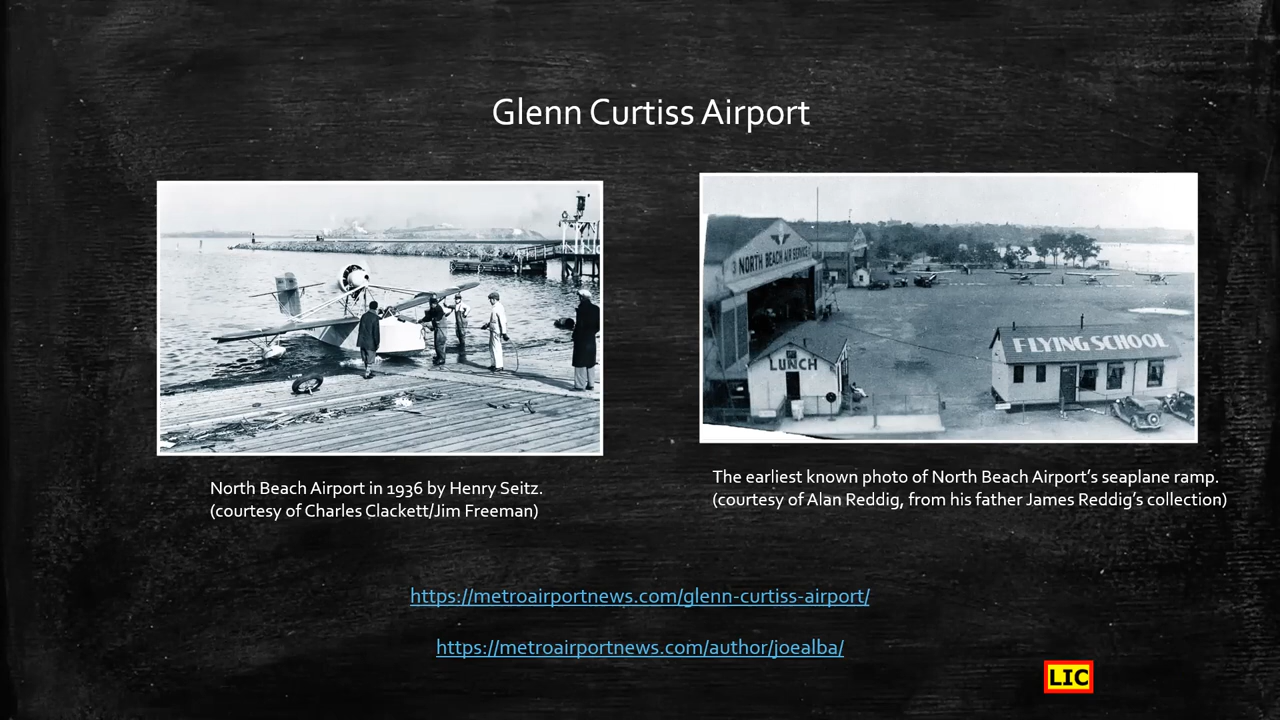 Glenn Curtiss Airport
NORTH BEACH AIR SERVICE
LUNCH
FLYING SCHOOL
North Beach Airport in 1936 by Henry Seitz.
(courtesy of Charles Clackett/Jim Freeman)
The earliest known photo of North Beach Airport’s seaplane ramp.
(courtesy of Alan Reddig, from his father James Reddig’s collection)
https://metroairportnews.com/glenn-curtiss-airport/
https://metroairportnews.com/author/joealba/
LIC